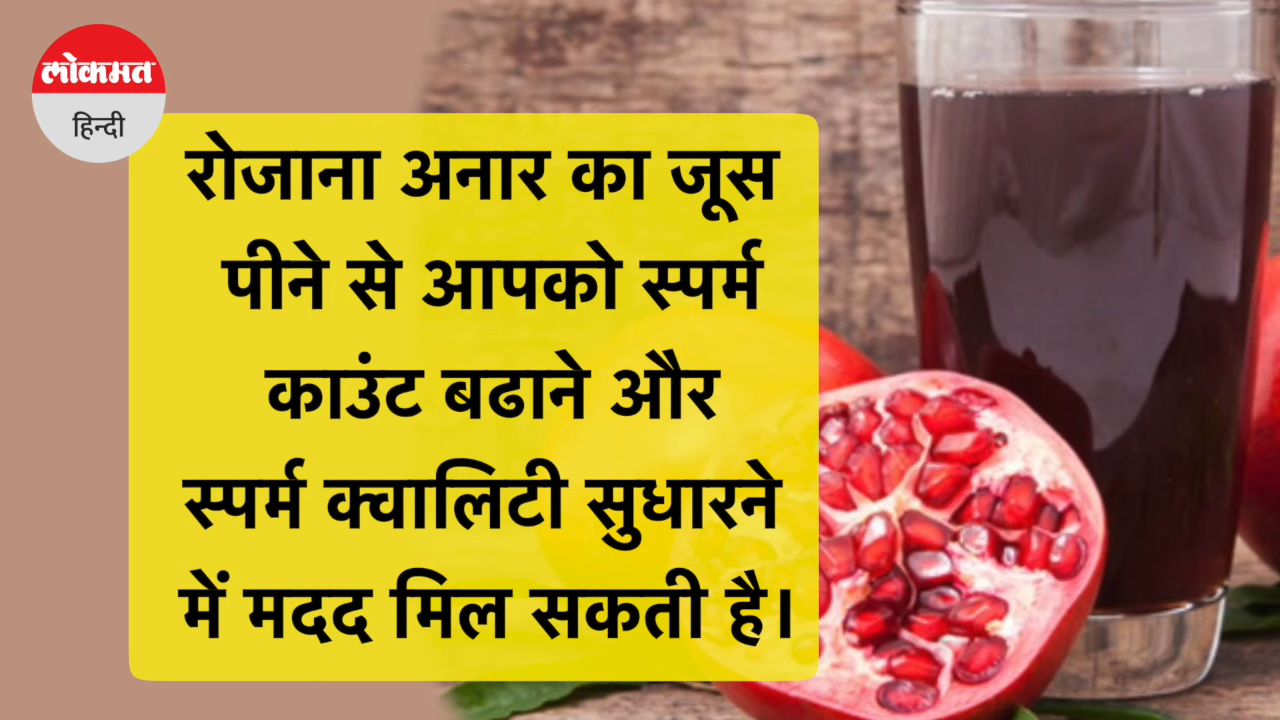 लोकमत
हिन्दी
रोजाना अनार का जूस
पीने से आपको स्पर्म
काउंट बढाने और
स्पर्म क्वालिटी सुधारने
में मदद मिल सकती है।